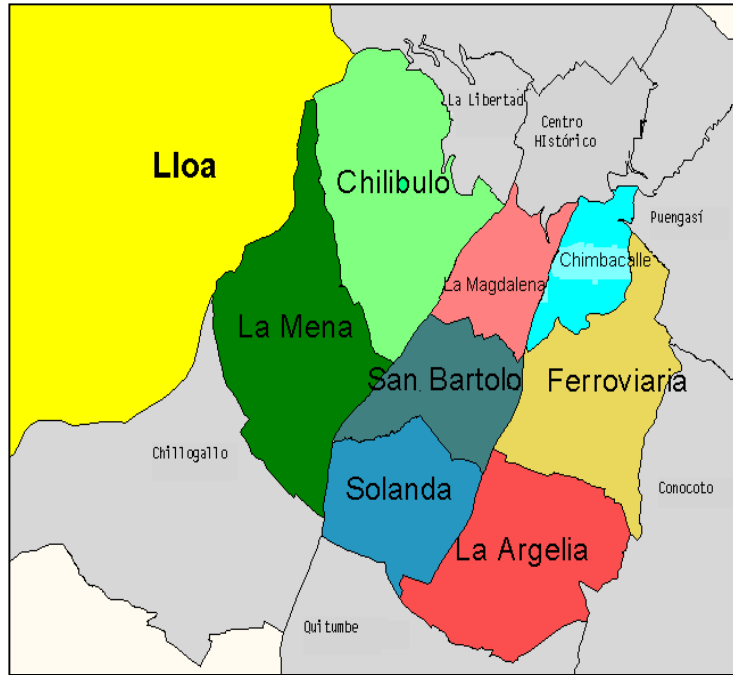 La Libertad
Centro
HIstórico
Lloa
Chilibulo
Puengasí
Chimbacalle
La Magdalena
La Mena
San Bartolo
Ferroviaria
Chillogallo
Solanda
Conocoto
La Argelia
Quitumbe